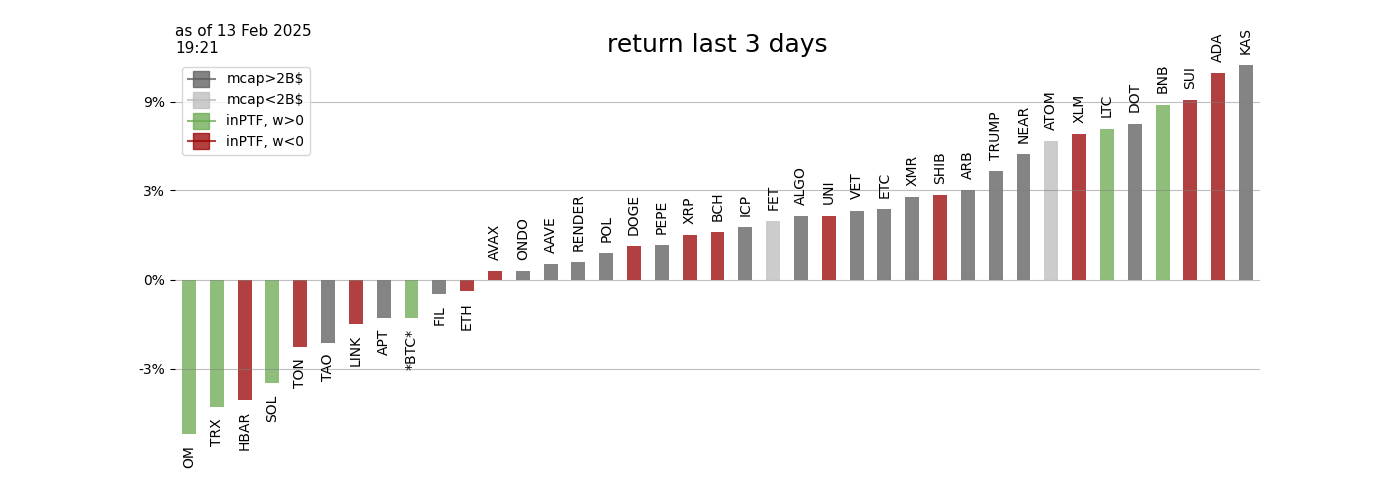 as of 13 Feb 2025
19:21
return last 3 days
mcap>2B$
mcap<2B$
inPTF, w>0
inPTF, w<0
9%
3%
0%
-3%
OM
TRX
HBAR
SOL
TON
TAO
LINK
APT
*BTC*
FIL
ETH
AVAX
ONDO
AAVE
RENDER
POL
DOGE
PEPE
XRP
BCH
ICP
FET
ALGO
UNI
VET
ETC
XMR
SHIB
ARB
TRUMP
NEAR
ATOM
XLM
LTC
DOT
BNB
SUI
ADA
KAS